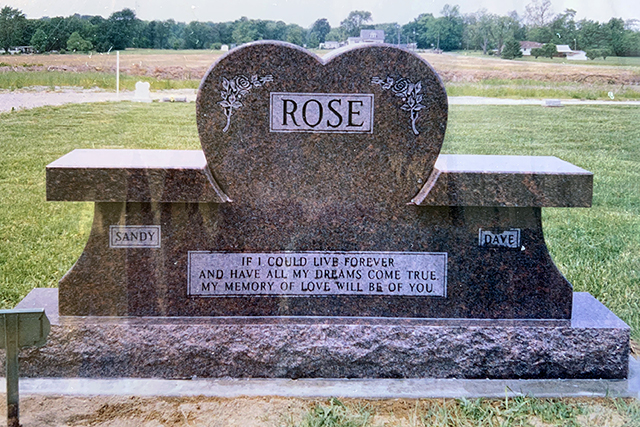 ROSE
SANDY
DAVE
IF I COULD LIVE FOREVER
AND HAVE ALL MY DREAMS COME TRUE
MY MEMORY OF LOVE WILL BE OF YOU